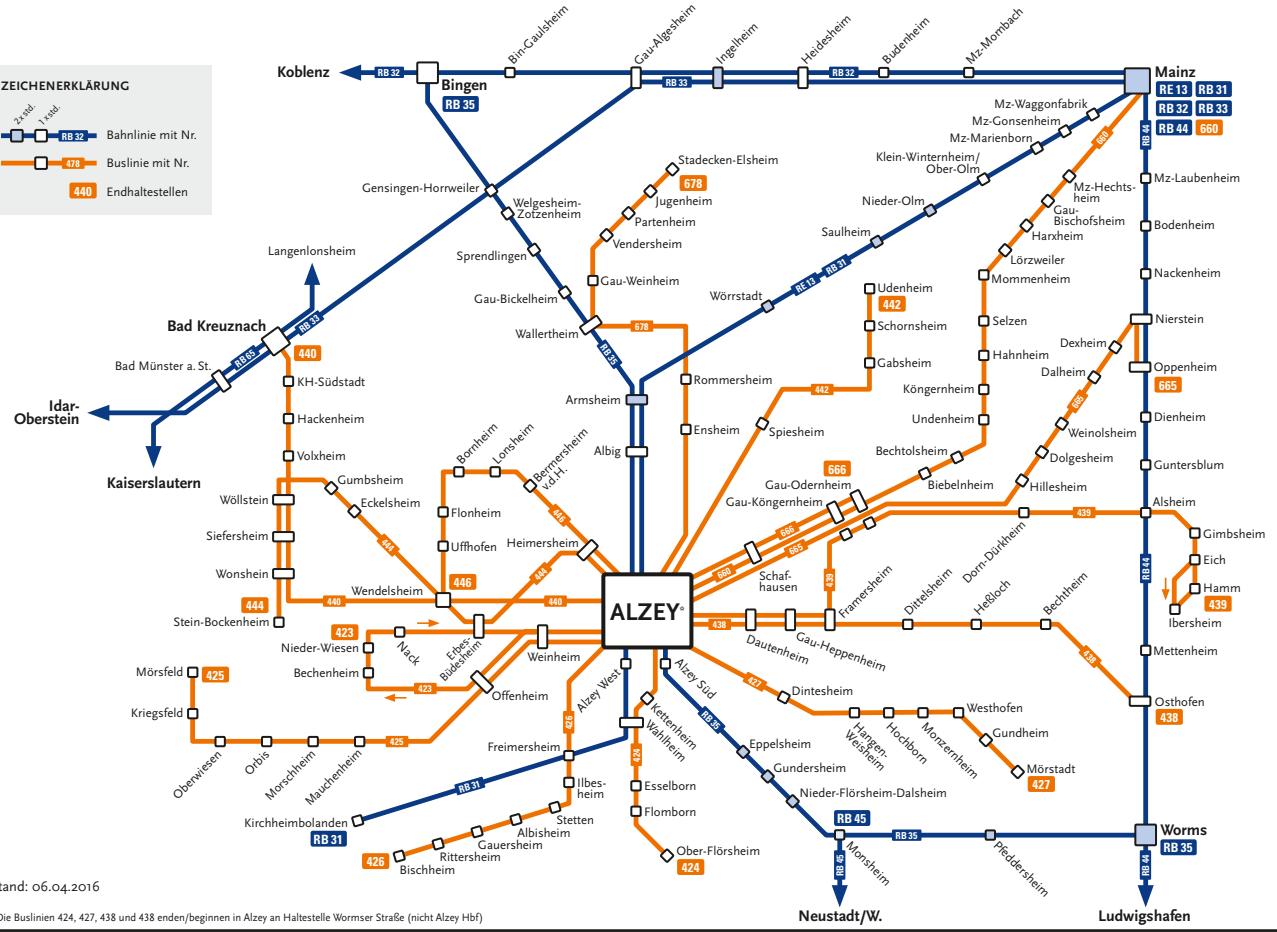 ZEICHENERKLÄRUNG
2x std.
1x std.
RB 32
Bahnlinie mit Nr.
478
Buslinie mit Nr.
440
Endhaltestellen
Koblenz
RB 32
Bingen
RB 35
Bin-Gaulsheim
Gau-Algesheim
RB 33
Ingelheim
Heidesheim
RB 32
Budenheim
Mz-Mombach
Mainz
RE 13 RB 31
RB 32 RB 33
RB 44 660
RB 44
Mz-Waggonfabrik
Mz-Gonsenheim
Mz-Marienborn
Klein-Winternheim/
Ober-Olm
Nieder-Olm
Saulheim
RE 13 RB 31
Wörrstadt
660
Mz-Hechts-
heim
Gau-
Bischofsheim
Harxheim
Lörzweiler
Mommenheim
Selzen
Hahnheim
Köngernheim
Undenheim
Bechtolsheim
Biebelnheim
Mz-Laubenheim
Bodenheim
Nackenheim
Nierstein
Oppenheim
665
Dienheim
Guntersblum
Alsheim
Dexheim
Dalheim
665
Weinolsheim
Dolgesheim
Hillesheim
Stadecken-Elsheim
678
Jugenheim
Partenheim
Vendersheim
Gau-Weinheim
678
Rommersheim
Ensheim
Gensingen-Horrweiler
Welgesheim-
Zotzenheim
Sprendlingen
Gau-Bickelheim
Wallertheim
RB 35
Armsheim
Albig
Udenheim
442
Schornsheim
Gabsheim
442
Spiesheim
Langenlonsheim
Bad Kreuznach
RB 33
RB 65
440
Bad Münster a. St.
Idar-
Oberstein
Kaiserslautern
KH-Südstadt
Hackenheim
Volxheim
Wöllstein
Siefersheim
Wonsheim
444
Stein-Bockenheim
Gumbsheim
Eckelsheim
444
Wendelsheim
440
440
446
Bornheim
Lonsheim
Bermersheim
v.d.H.
446
Flonheim
Uffhofen
Heimersheim
444
666
Gau-Odernheim
Gau-Köngernheim
666
660
665
Schaf-
hausen
439
439
Dorn-Dürkheim
Gimbsheim
Eich
Hamm
439
Ibersheim
RB 44
ALZEY°
438
Dautenheim
Gau-Heppenheim
Framersheim
Dittelsheim
Heßloch
Bechtheim
438
Mettenheim
Osthofen
438
423
Nieder-Wiesen
Bechenheim
Nack
Erbes-
Büdesheim
Weinheim
423
Offenheim
Mörsfeld
425
Kriegsfeld
Oberwiesen
Orbis
Morschheim
Mauchenheim
425
Alzey West
Alzey Süd
426
Freimersheim
RB 31
Kirchheimbolanden
RB 31
Ilbes-
heim
Stetten
Albisheim
Gauersheim
Rittersheim
Bischheim
426
Kettenheim
Wahlheim
424
Esselborn
Flomborn
Ober-Flörsheim
424
RB 35
Eppelsheim
Gundersheim
Nieder-Flörsheim-Dalsheim
427
Dintesheim
Hangen-
Weisheim
Hochborn
Monzernheim
Westhofen
Gundheim
Mörstadt
427
RB 45
Monsheim
RB 35
RB 45
Pfeddersheim
Worms
RB 35
RB 44
Neustadt/W.
Ludwigshafen
tand: 06.04.2016
Die Buslinien 424, 427, 438 und 438 enden/beginnen in Alzey an Haltestelle Wormser Straße (nicht Alzey Hbf)